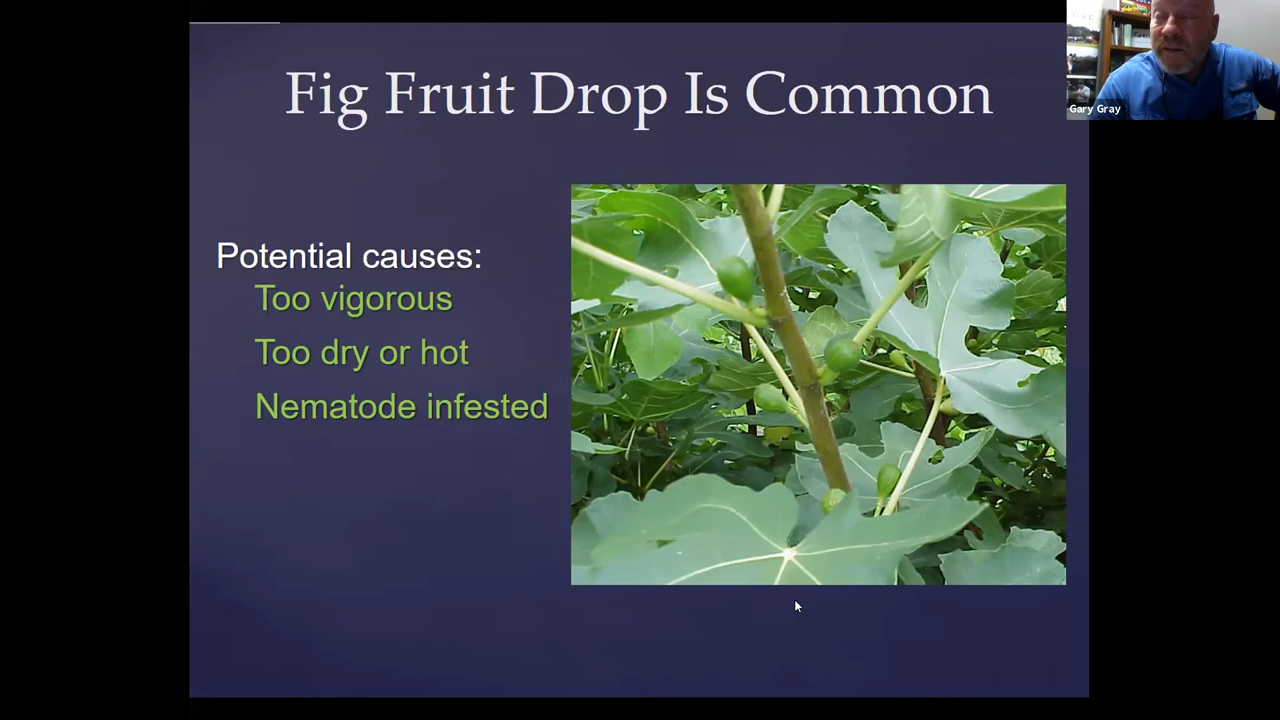 Fig Fruit Drop Is Common
Gary Gray
Potential causes:
Too vigorous
Too dry or hot
Nematode infested